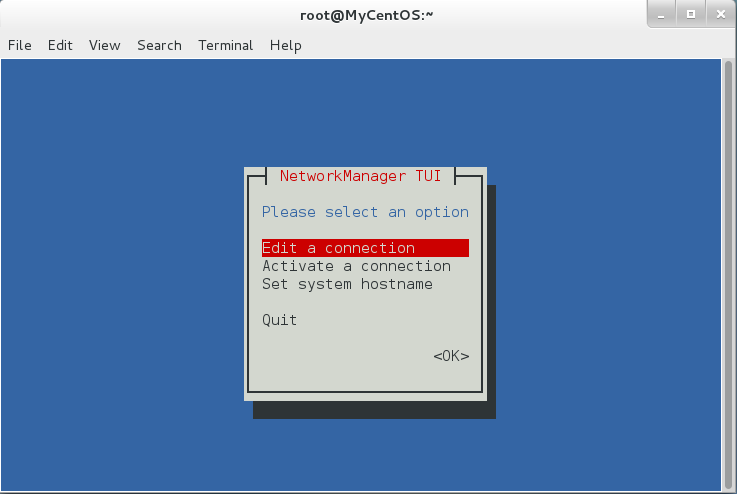 root@MyCentOS:~
File Edit View Search Terminal Help
NetworkManager TUI
Please select an option
Edit a connection
Activate a connection
Set system hostname
Quit
<OK>